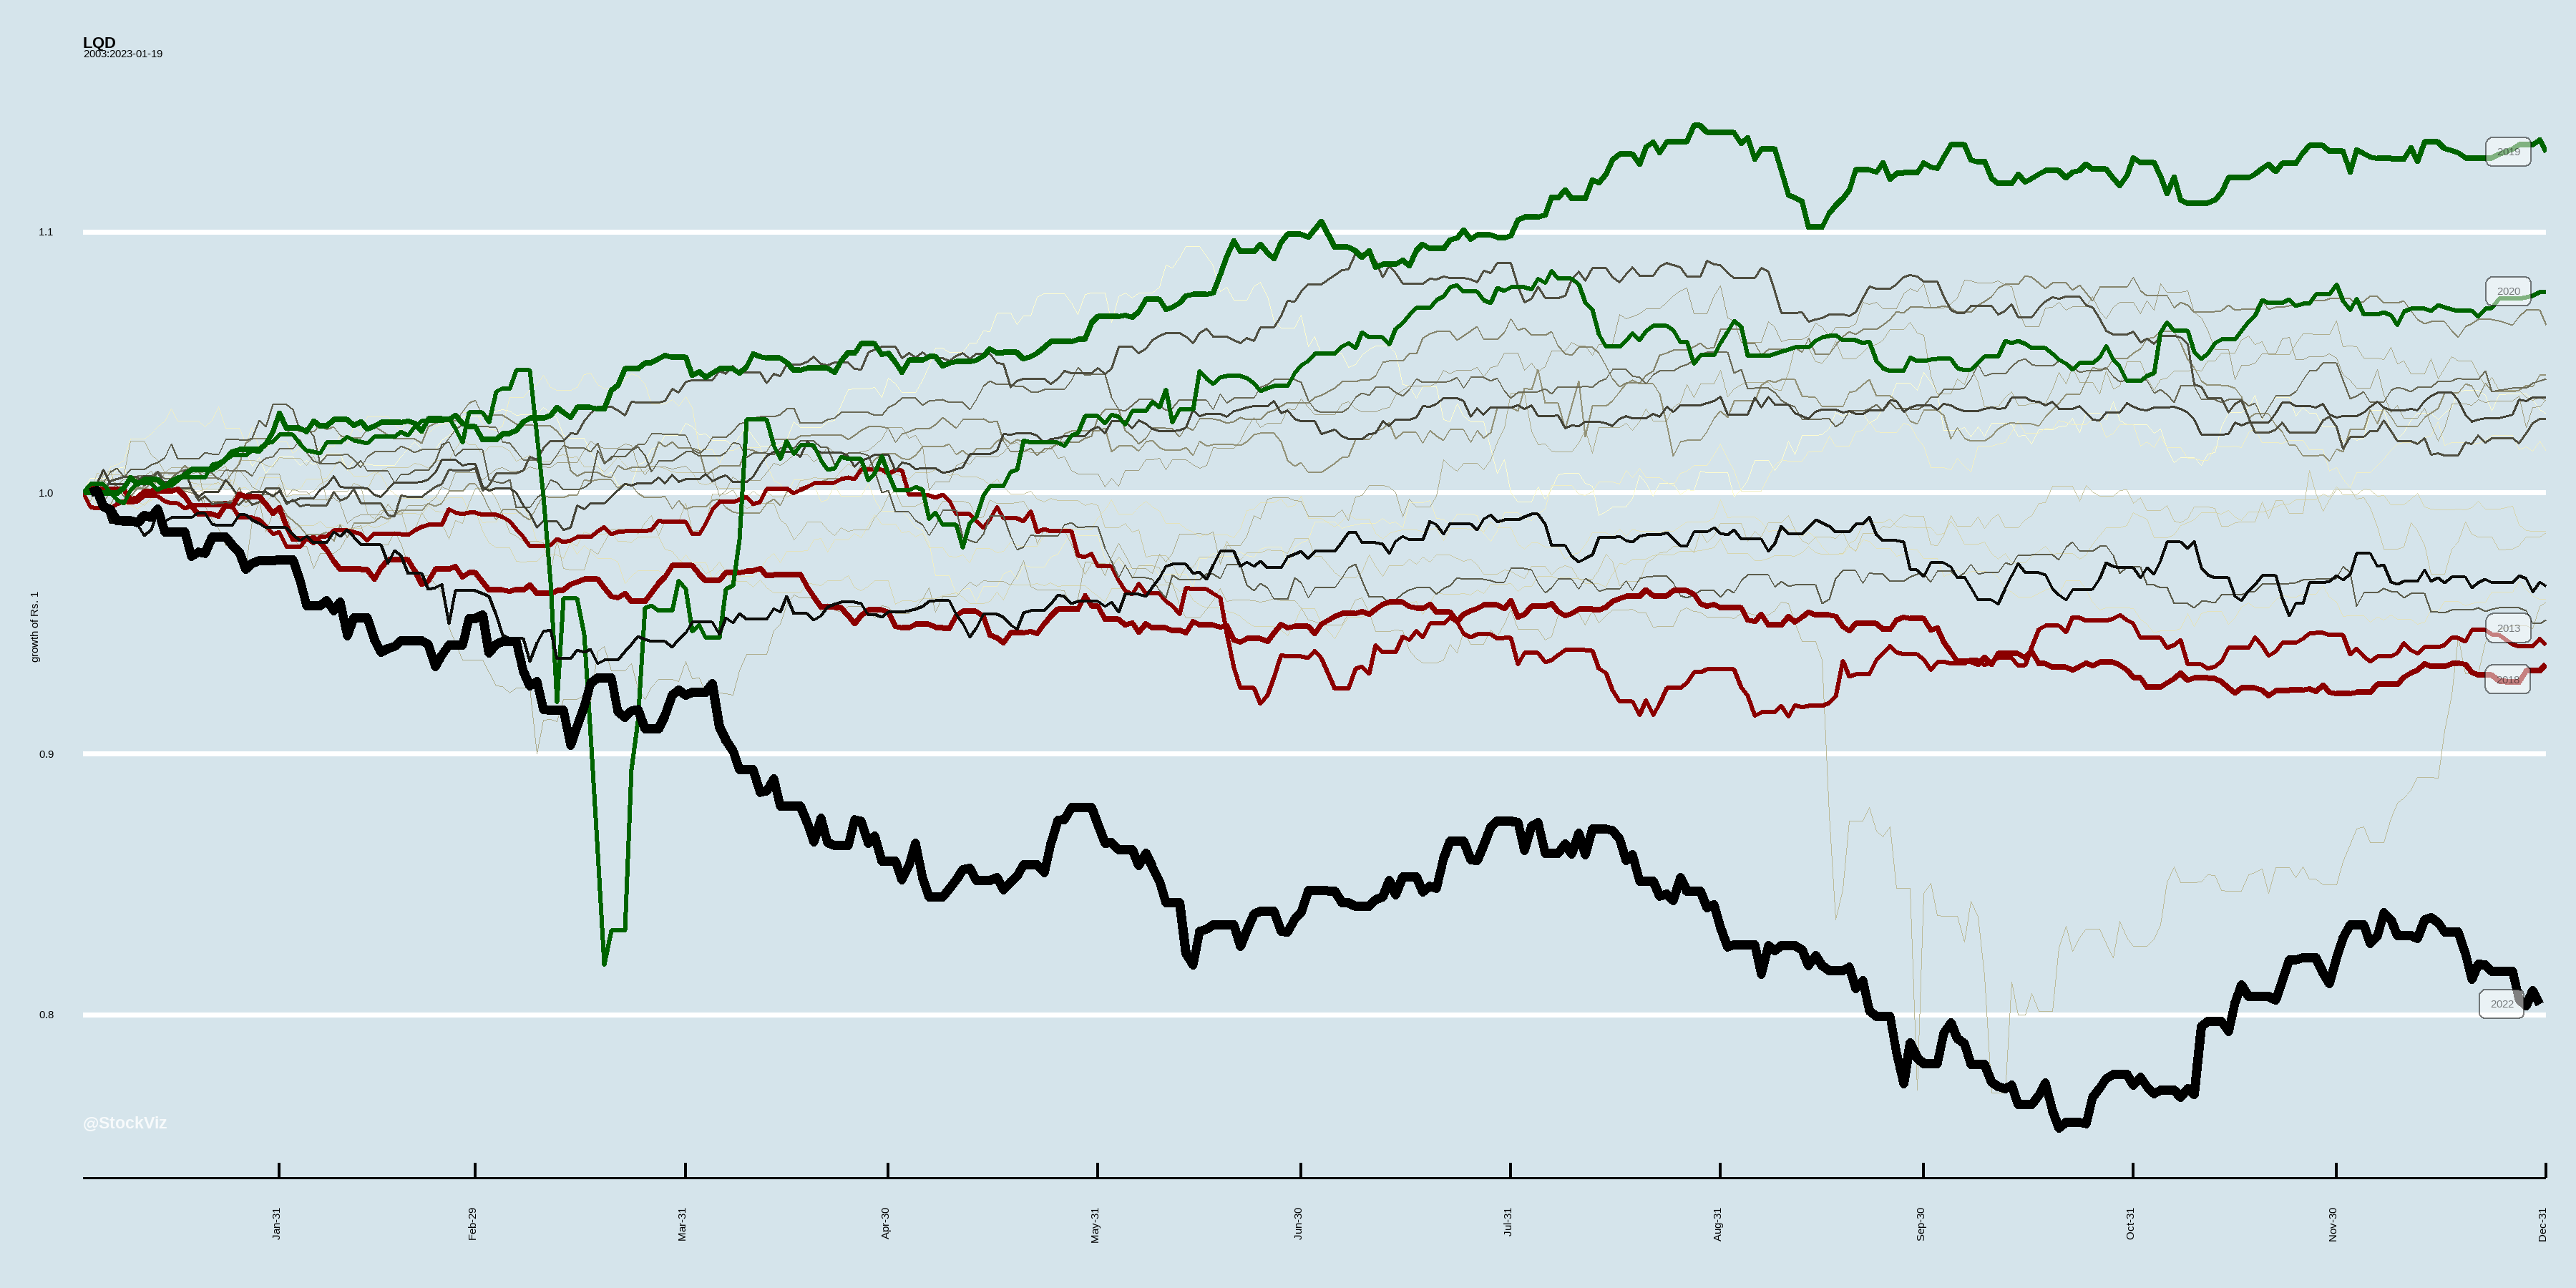 LQD
2003:2023-01-19
2019
1.1
2020
1.0
growth of Rs. 1
2013
2018
0.9
2022
0.8
@StockViz
Jan-31
Feb-29
Mar-31
Apr-30
May-31
Jun-30
Jul-31
Aug-31
Sep-30
Oct-31
Nov-30
Dec-31